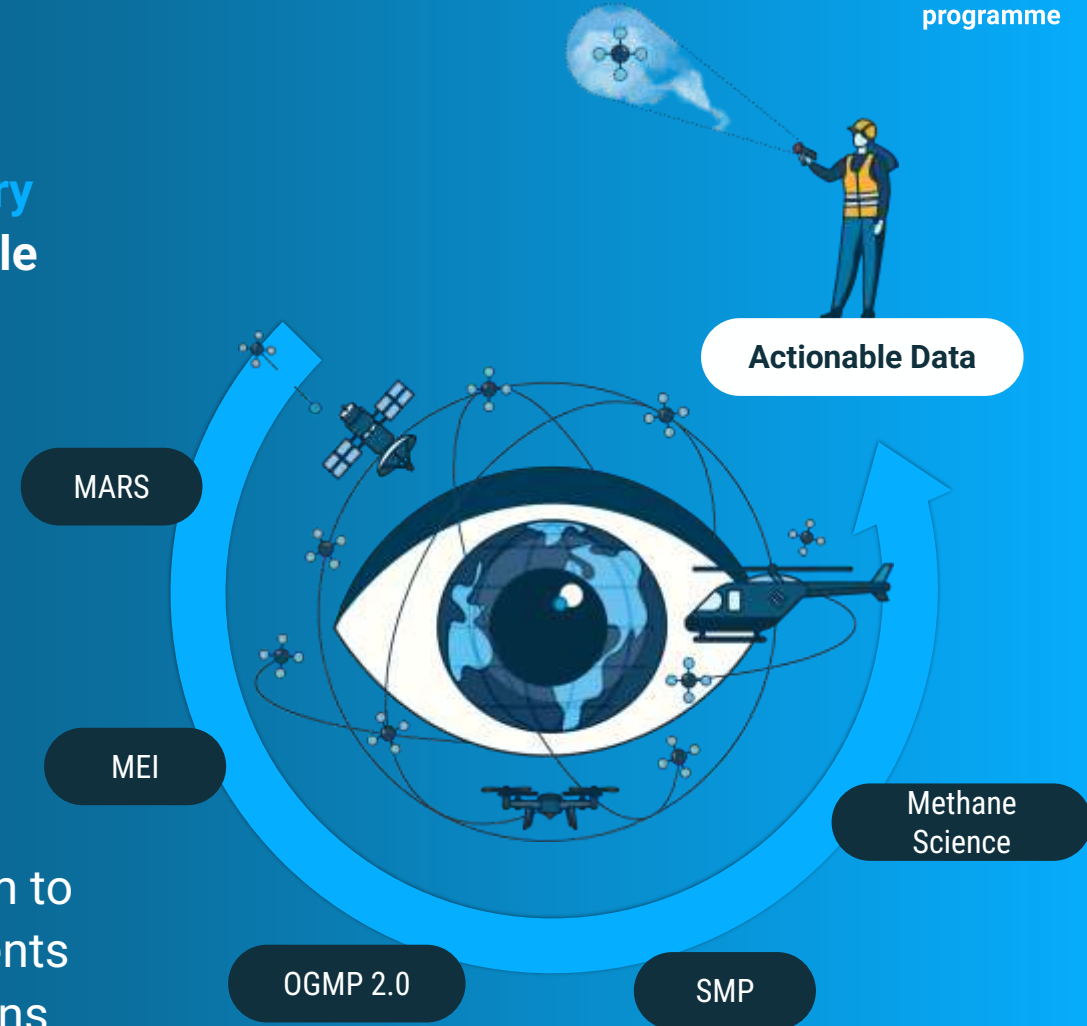 programme
Actionable Data
MARS
MEI
Methane
Science
OGMP 2.0
SMP